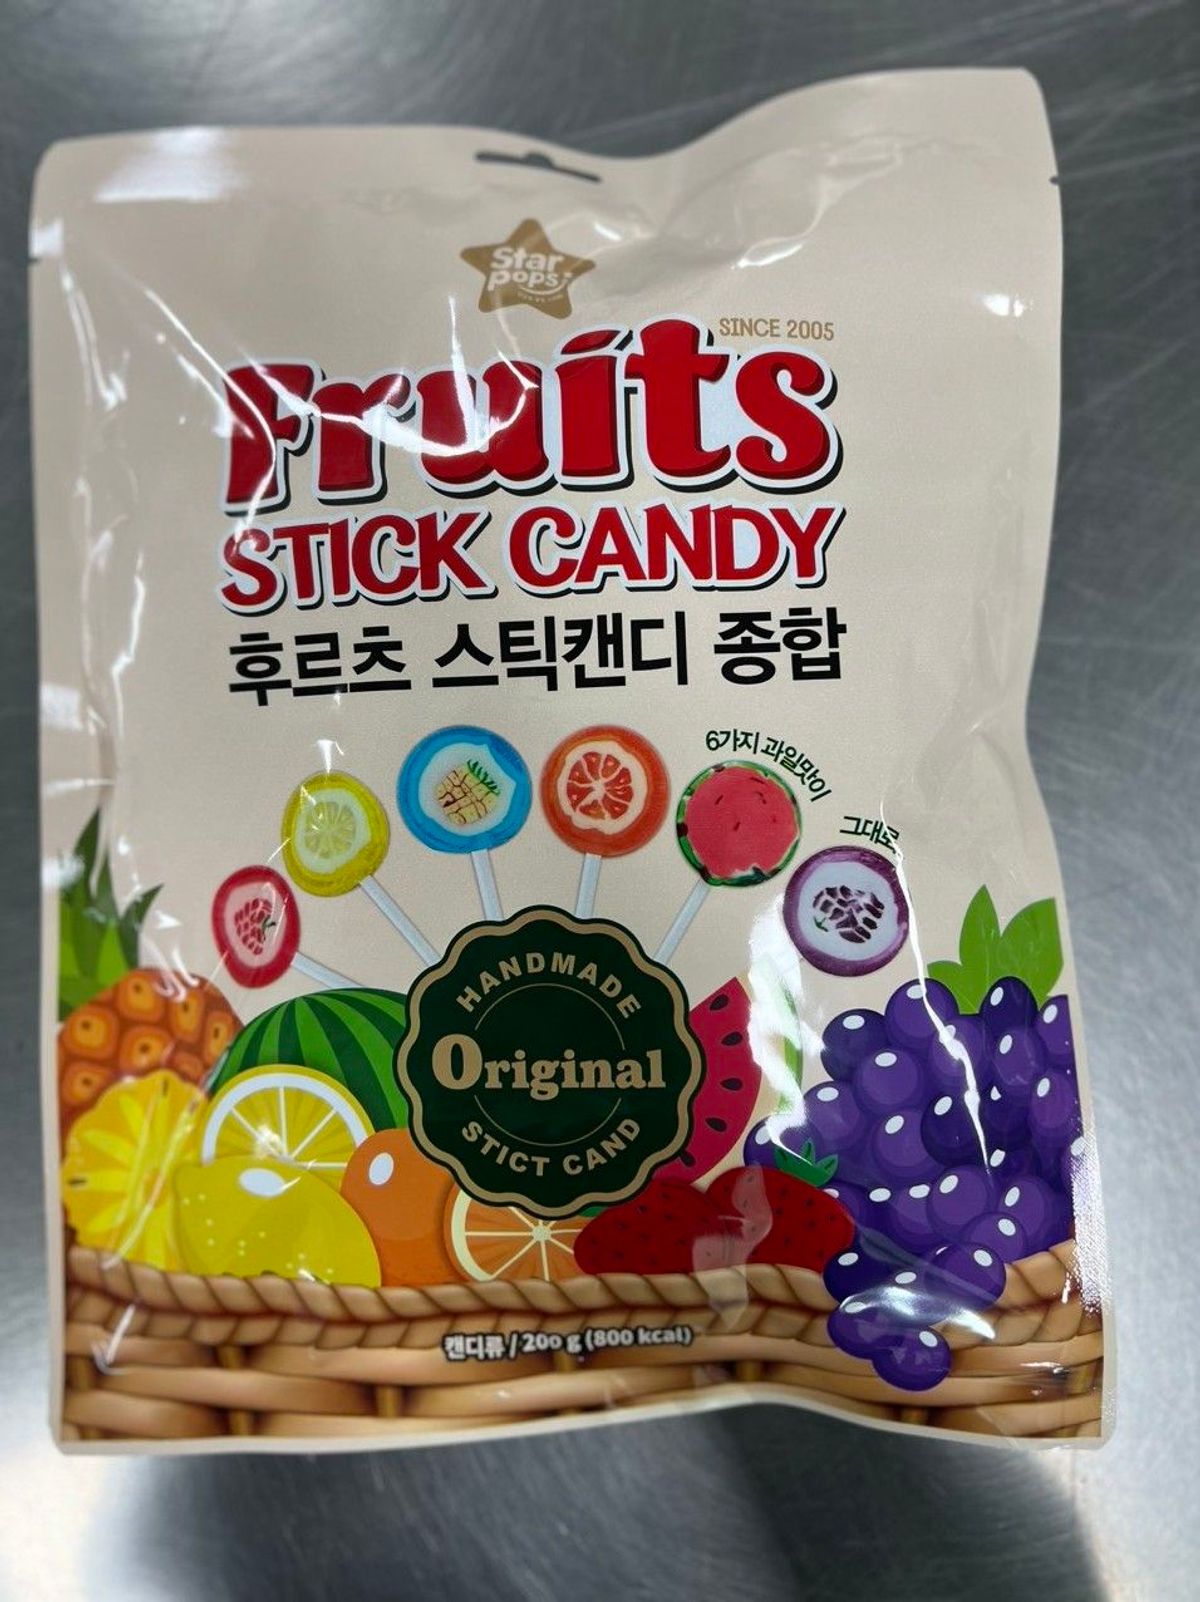 Star
pops
SINCE 2005
Fruits
STICK CANDY
후르츠 스틱캔디 종합
6가지 과일맛이
그대로
HANDMADE
Original
STICT CAND
캔디류 / 200 g (800 kcal)